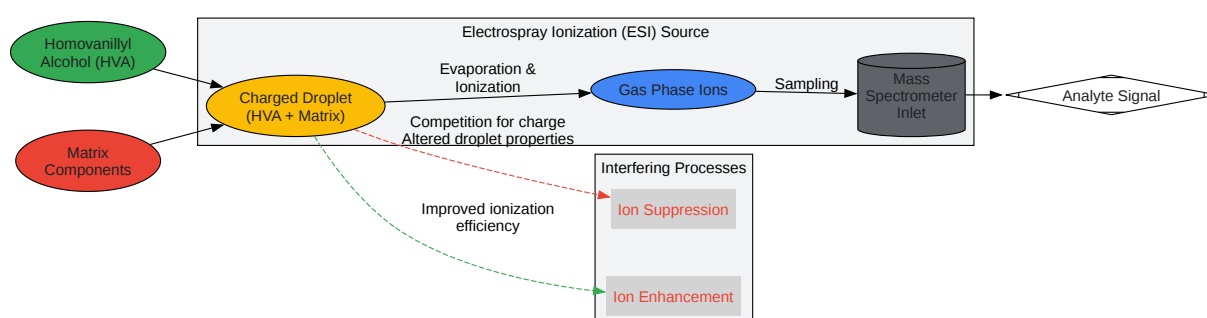 Electrospray Ionization (ESI) Source
Homovanillyl
Alcohol (HVA)
Matrix
Components
Charged Droplet
(HVA + Matrix)
Evaporation &
Ionization
Gas Phase Ions
Sampling
Mass
Spectrometer
Inlet
Analyte Signal
Competition for charge
Altered droplet properties
Interfering Processes
Ion Suppression
Improved ionization
efficiency
Ion Enhancement